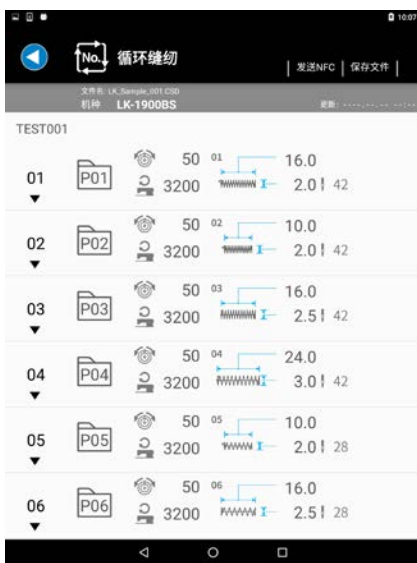 10:07
No. 循环缝纫
发送NFC 保存文件
文件名: LK_Sample_001.CSD
机种 LK-1900BS
更新: ----.--.-- --:--
TEST001
01 P01 50 01 16.0
3200 2.0 42
02 P02 50 02 10.0
3200 2.0 42
03 P03 50 03 16.0
3200 2.5 42
04 P04 50 04 24.0
3200 3.0 42
05 P05 50 05 10.0
3200 2.0 28
06 P06 50 06 16.0
3200 2.5 28